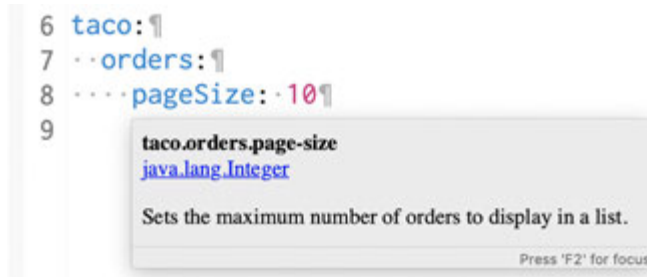 6 taco:¶
7 ··orders:¶
8 ····pageSize:·10¶
9
taco.orders.page-size
java.lang.Integer
Sets the maximum number of orders to display in a list.
Press 'F2' for focus